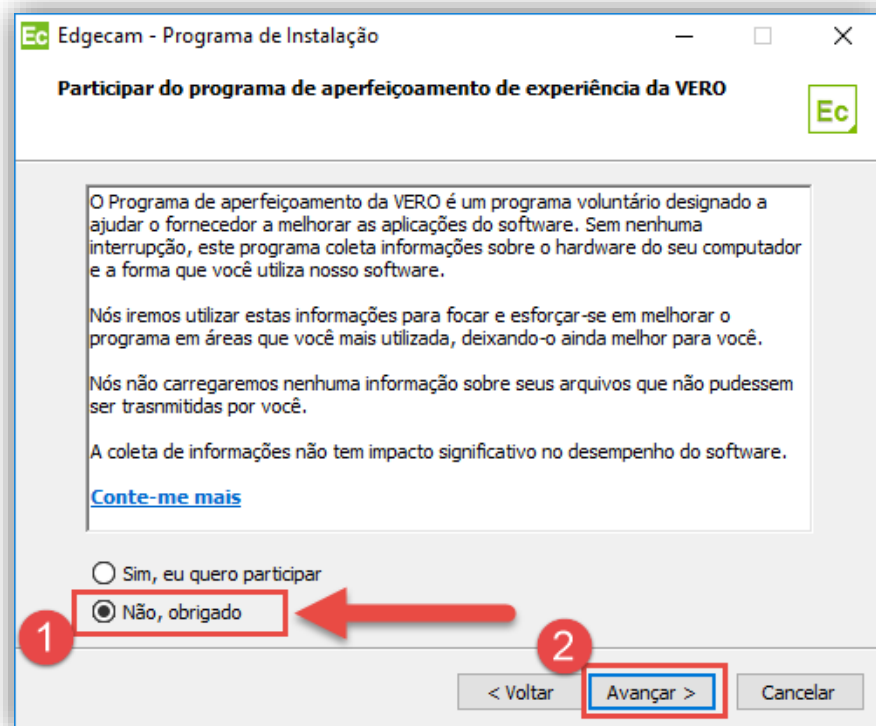 Ec Edgecam - Programa de Instalação
Participar do programa de aperfeiçoamento de experiência da VERO
Ec
O Programa de aperfeiçoamento da VERO é um programa voluntário designado a
ajudar o fornecedor a melhorar as aplicações do software. Sem nenhuma
interrupção, este programa coleta informações sobre o hardware do seu computador
e a forma que você utiliza nosso software.
Nós iremos utilizar estas informações para focar e esforçar-se em melhorar o
programa em áreas que você mais utilizada, deixando-o ainda melhor para você.
Nós não carregaremos nenhuma informação sobre seus arquivos que não pudessem
ser trasnmitidas por você.
A coleta de informações não tem impacto significativo no desempenho do software.
Conte-me mais
Sim, eu quero participar
Não, obrigado
1
2
< Voltar Avançar > Cancelar